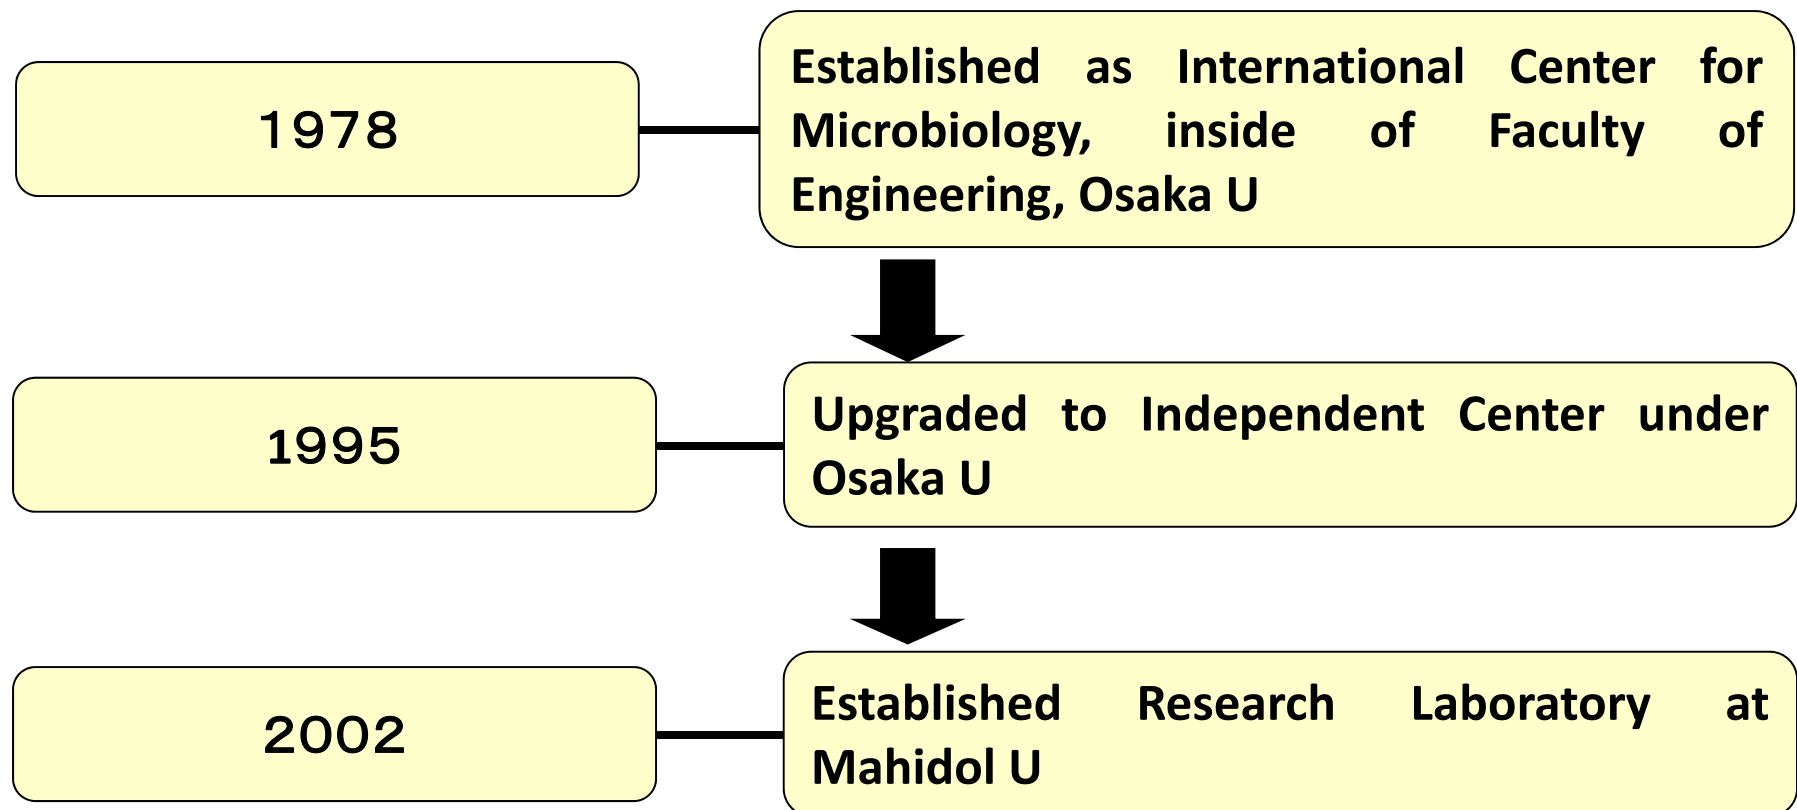 1978
Established as International Center for
Microbiology, inside of Faculty of
Engineering, Osaka U
1995
Upgraded to Independent Center under
Osaka U
2002
Established Research Laboratory at
Mahidol U